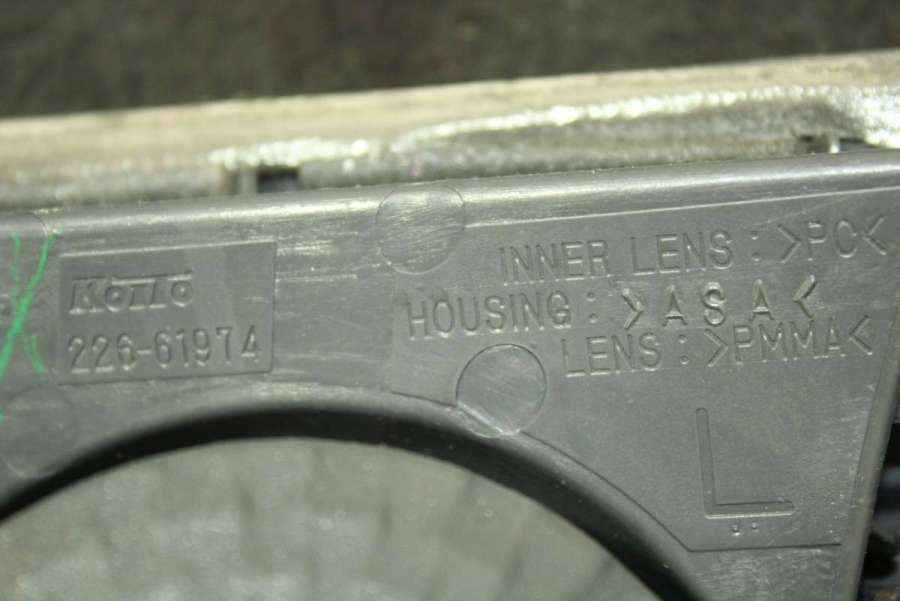 KOITO
226-61974
INNER LENS : >PC<
HOUSING : >ASA<
LENS : >PMMA<
L